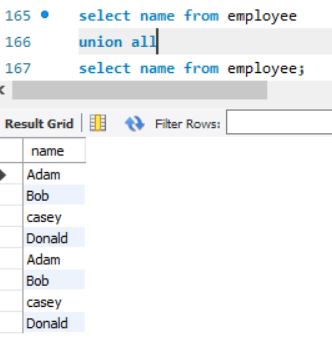 165 select name from employee
166 union all
167 select name from employee;
Result Grid Filter Rows:
name
Adam
Bob
casey
Donald
Adam
Bob
casey
Donald